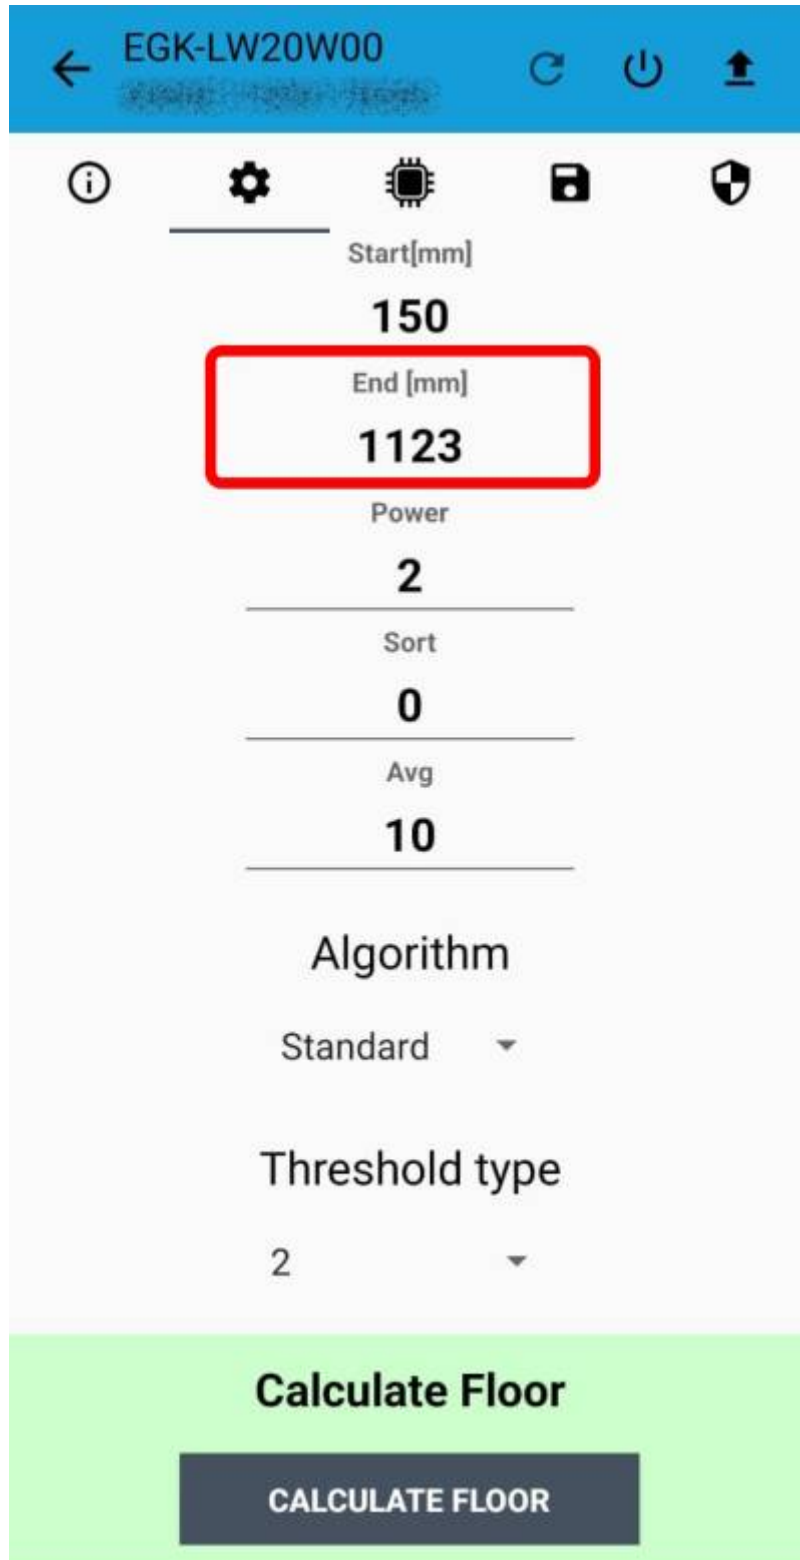 EGK-LW20W00
Start[mm]
150
End [mm]
1123
Power
2
Sort
0
Avg
10
Algorithm
Standard
Threshold type
2
Calculate Floor
CALCULATE FLOOR